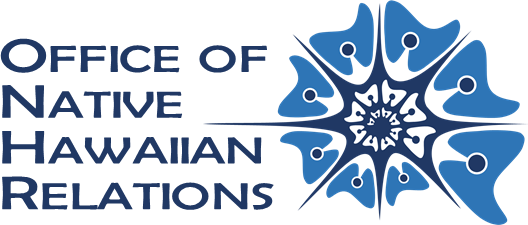 OFFICE OF
NATIVE
HAWAIIAN
RELATIONS